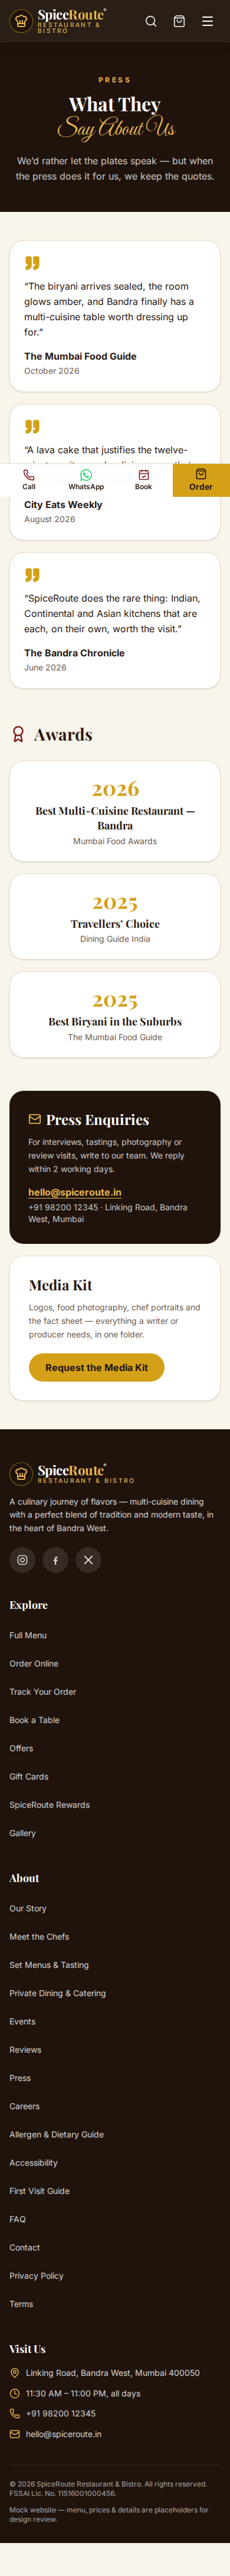 SpiceRoute®
RESTAURANT &
BISTRO
PRESS
What They
Say About Us
We'd rather let the plates speak — but when
the press does it for us, we keep the quotes.
“The biryani arrives sealed, the room
glows amber, and Bandra finally has a
multi-cuisine table worth dressing up
for.”
The Mumbai Food Guide
October 2026
“A lava cake that justifies the twelve-
Call
WhatsApp
Book
Order
City Eats Weekly
August 2026
“SpiceRoute does the rare thing: Indian,
Continental and Asian kitchens that are
each, on their own, worth the visit.”
The Bandra Chronicle
June 2026
Awards
2026
Best Multi-Cuisine Restaurant —
Bandra
Mumbai Food Awards
2025
Travellers’ Choice
Dining Guide India
2025
Best Biryani in the Suburbs
The Mumbai Food Guide
Press Enquiries
For interviews, tastings, photography or
review visits, write to our team. We reply
within 2 working days.
hello@spiceroute.in
+91 98200 12345 · Linking Road, Bandra
West, Mumbai
Media Kit
Logos, food photography, chef portraits and
the fact sheet — everything a writer or
producer needs, in one folder.
Request the Media Kit
SpiceRoute®
RESTAURANT & BISTRO
A culinary journey of flavors — multi-cuisine dining
with a perfect blend of tradition and modern taste, in
the heart of Bandra West.
Explore
Full Menu
Order Online
Track Your Order
Book a Table
Offers
Gift Cards
SpiceRoute Rewards
Gallery
About
Our Story
Meet the Chefs
Set Menus & Tasting
Private Dining & Catering
Events
Reviews
Press
Careers
Allergen & Dietary Guide
Accessibility
First Visit Guide
FAQ
Contact
Privacy Policy
Terms
Visit Us
Linking Road, Bandra West, Mumbai 400050
11:30 AM – 11:00 PM, all days
+91 98200 12345
hello@spiceroute.in
© 2026 SpiceRoute Restaurant & Bistro. All rights reserved.
FSSAI Lic. No. 11516001000456.
Mock website — menu, prices & details are placeholders for
design review.